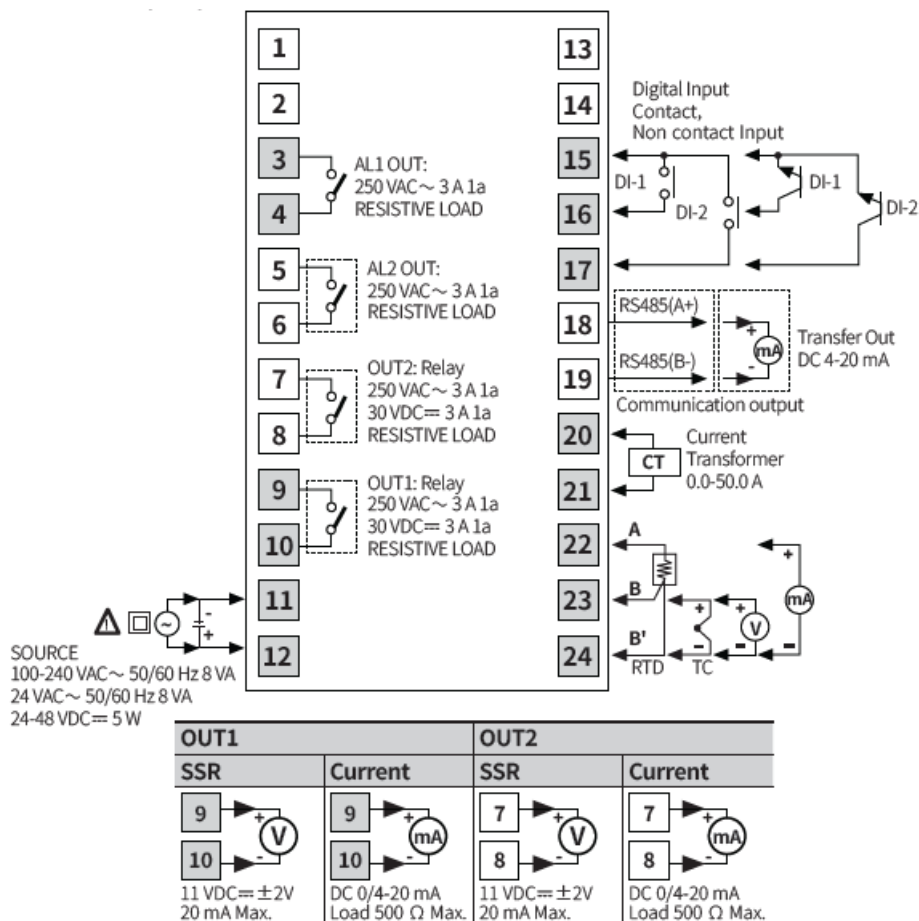 1
2
3
4
5
6
7
8
9
10
11
12
13
14
15
16
17
18
19
20
21
22
23
24
AL1 OUT:
250 VAC～ 3 A 1a
RESISTIVE LOAD
AL2 OUT:
250 VAC～ 3 A 1a
RESISTIVE LOAD
OUT2: Relay
250 VAC～ 3 A 1a
30 VDC⎓ 3 A 1a
RESISTIVE LOAD
OUT1: Relay
250 VAC～ 3 A 1a
30 VDC⎓ 3 A 1a
RESISTIVE LOAD
- +
SOURCE
100-240 VAC～ 50/60 Hz 8 VA
24 VAC～ 50/60 Hz 8 VA
24-48 VDC⎓ 5 W
Digital Input
Contact,
Non contact Input
DI-1
DI-2
DI-1
DI-2
RS485(A+)
RS485(B-)
+ mA -
Transfer Out
DC 4-20 mA
Communication output
CT
Current
Transformer
0.0-50.0 A
A
B
B'
RTD
+ -
TC
+ V -
+ mA -
OUT1 OUT2
SSR Current SSR Current
9 + V 9 + mA 7 + V 7 + mA
10 - 10 - 8 - 8 -
11 VDC⎓ ±2V DC 0/4-20 mA 11 VDC⎓ ±2V DC 0/4-20 mA
20 mA Max. Load 500 Ω Max. 20 mA Max. Load 500 Ω Max.